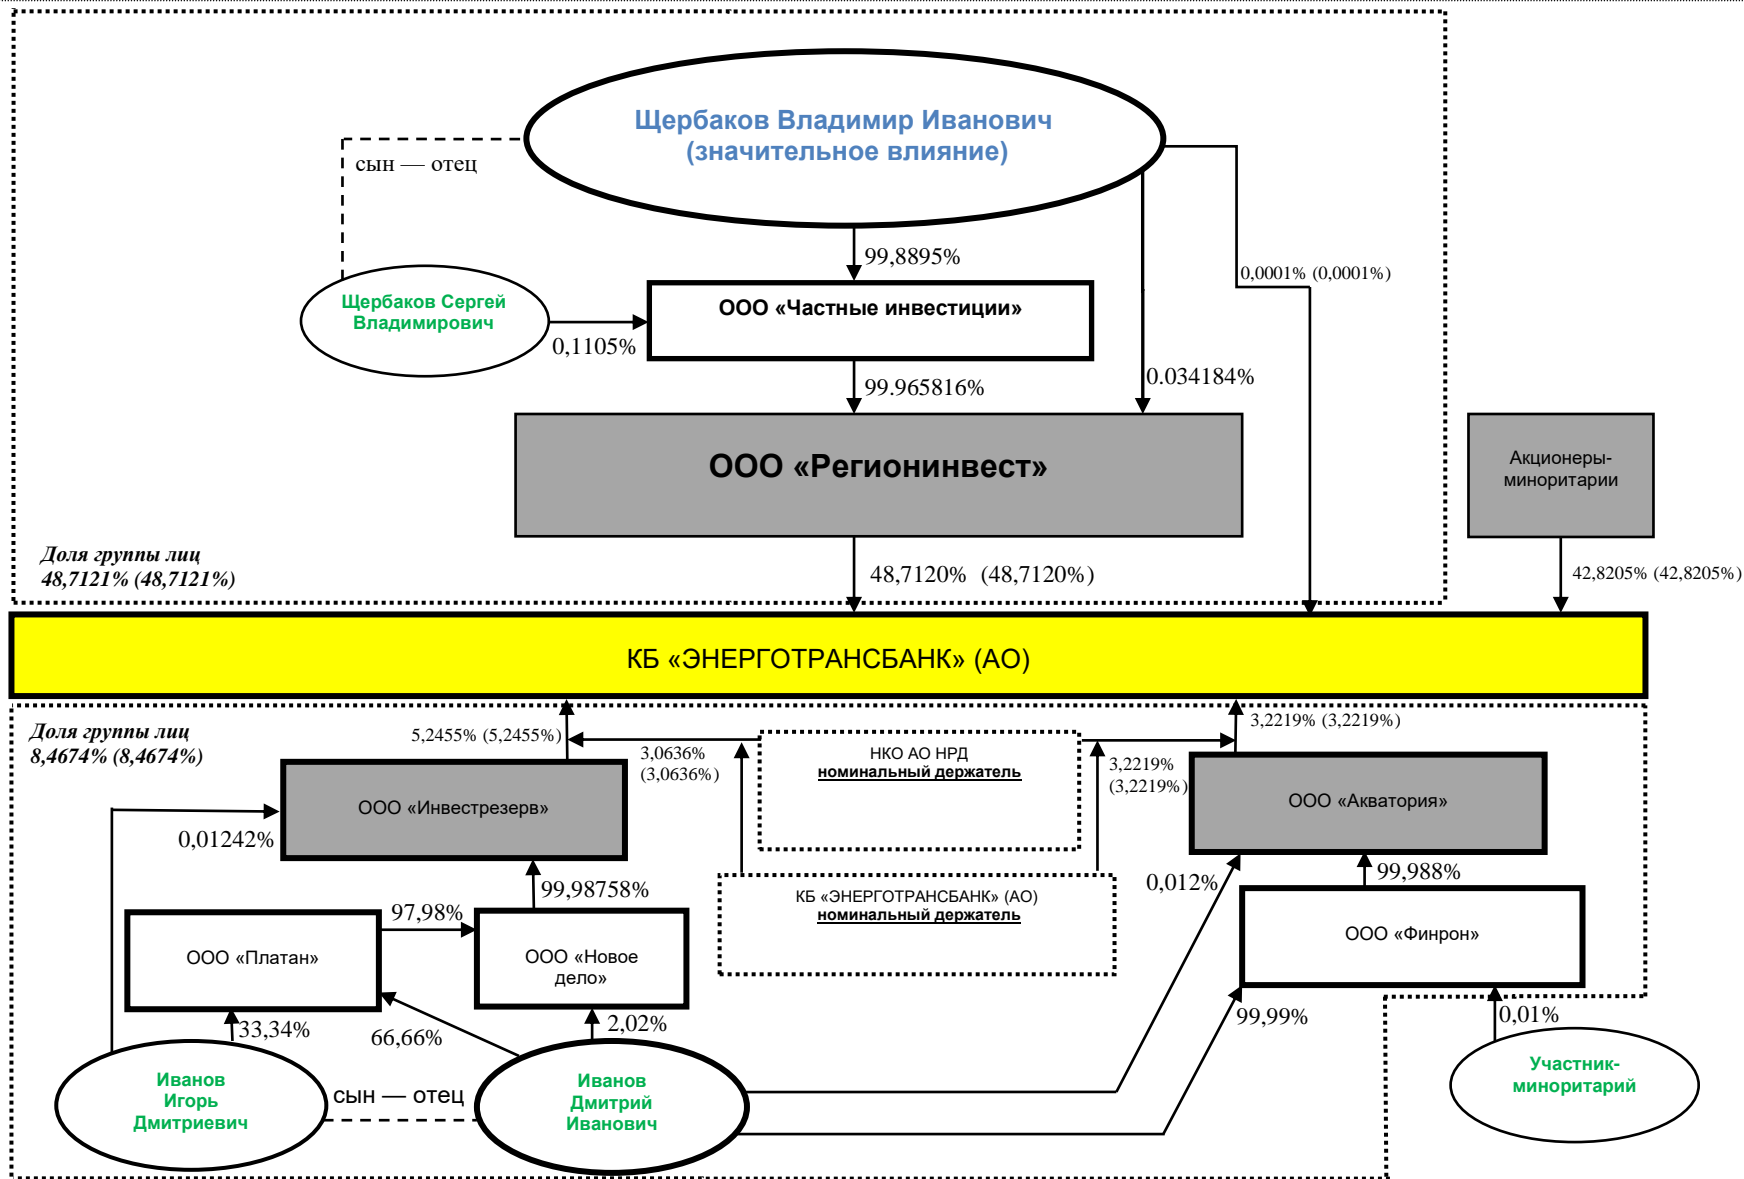 Щербаков Владимир Иванович
(значительное влияние)
сын — отец
99,8895%
0,0001% (0,0001%)
Щербаков Сергей
Владимирович
ООО «Частные инвестиции»
0,1105%
99.965816%
0.034184%
ООО «Регионинвест»
Акционеры-
миноритарии
Доля группы лиц
48,7121% (48,7121%)
48,7120% (48,7120%)
42,8205% (42,8205%)
КБ «ЭНЕРГОТРАНСБАНК» (АО)
Доля группы лиц
8,4674% (8,4674%)
5,2455% (5,2455%)
3,0636%
(3,0636%)
НКО АО НРД
номинальный держатель
3,2219%
(3,2219%)
3,2219% (3,2219%)
ООО «Инвестрезерв»
ООО «Акватория»
0,01242%
99,98758%
КБ «ЭНЕРГОТРАНСБАНК» (АО)
номинальный держатель
0,012%
99,988%
97,98%
ООО «Платан»
ООО «Новое
дело»
ООО «Финрон»
33,34%
66,66%
2,02%
99,99%
0,01%
Иванов
Игорь
Дмитриевич
сын — отец
Иванов
Дмитрий
Иванович
Участник-
миноритарий